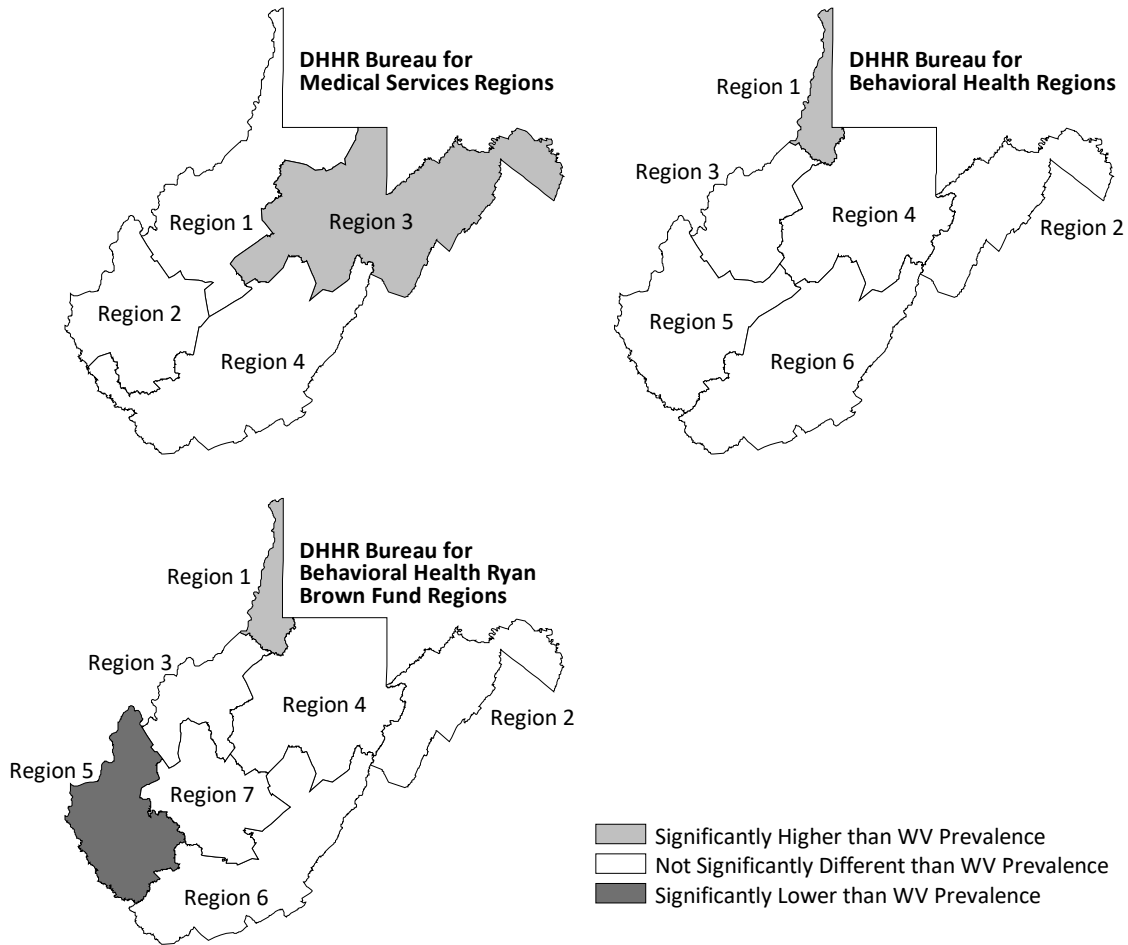 DHHR Bureau for
Medical Services Regions
Region 1
Region 3
Region 2
Region 4
DHHR Bureau for
Behavioral Health Regions
Region 1
Region 3
Region 4
Region 2
Region 5
Region 6
DHHR Bureau for
Behavioral Health Ryan
Brown Fund Regions
Region 1
Region 3
Region 4
Region 2
Region 5
Region 7
Region 6
Significantly Higher than WV Prevalence
Not Significantly Different than WV Prevalence
Significantly Lower than WV Prevalence